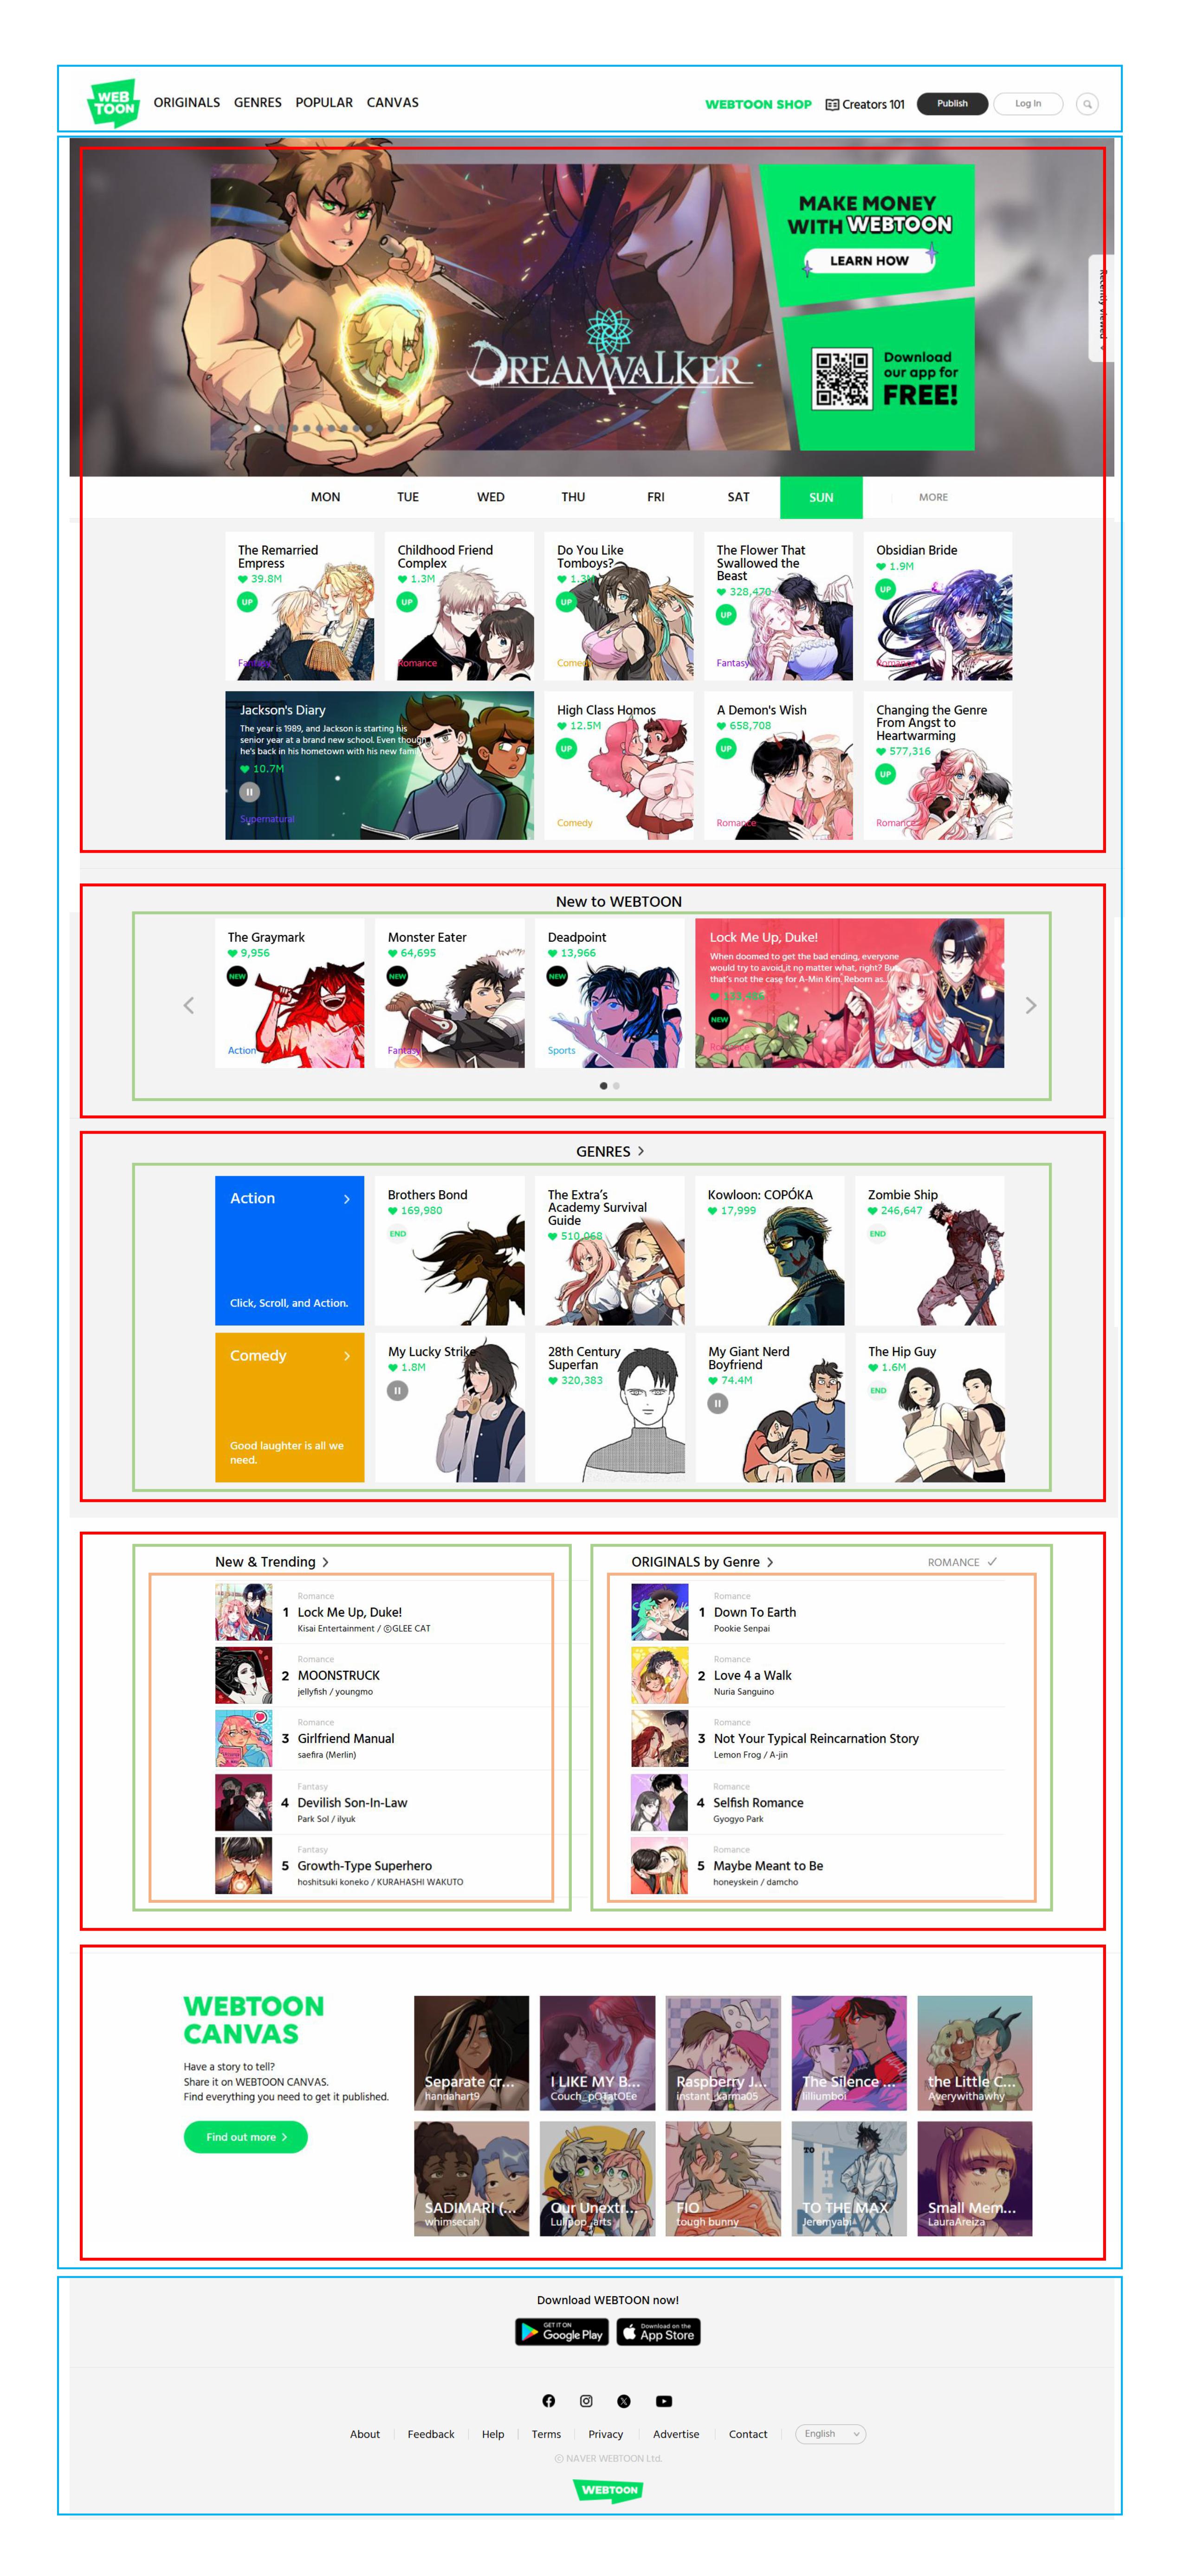 WEB
TOON
ORIGINALS GENRES POPULAR CANVAS
WEBTOON SHOP Creators 101 Publish Log In
MAKE MONEY
WITH WEBTOON
LEARN HOW
Recently viewed
DREAMWALKER
Download
our app for
FREE!
MON TUE WED THU FRI SAT SUN MORE
The Remarried
Empress
39.8M
UP
Fantasy
Childhood Friend
Complex
1.3M
UP
Romance
Do You Like
Tomboys?
1.3M
UP
Comedy
The Flower That
Swallowed the
Beast
328,470
UP
Fantasy
Obsidian Bride
1.9M
UP
Romance
Jackson's Diary
The year is 1989, and Jackson is starting his
senior year at a brand new school. Even though
he's back in his hometown with his new
10.7M
Supernatural
High Class Homos
12.5M
UP
Comedy
A Demon's Wish
658,708
UP
Romance
Changing the Genre
From Angst to
Heartwarming
577,316
UP
Romance
New to WEBTOON
The Graymark
9,956
NEW
Action
Monster Eater
64,695
NEW
Fantasy
Deadpoint
13,966
NEW
Sports
Lock Me Up, Duke!
When doomed to get the bad ending, everyone
would try to avoid it no matter what, right? But
that's not the case for A-Min Kim. Reborn as..
NEW
GENRES
Action
Click, Scroll, and Action.
Brothers Bond
169,980
END
The Extra's
Academy Survival
Guide
510,068
Kowloon: COPÓKA
17,999
Zombie Ship
246,647
END
Comedy
Good laughter is all we
need.
My Lucky Strike
1.8M
28th Century
Superfan
320,383
My Giant Nerd
Boyfriend
74.4M
The Hip Guy
1.6M
END
New & Trending
Romance
1 Lock Me Up, Duke!
Kisai Entertainment / ©GLEE CAT
Romance
2 MOONSTRUCK
jellyfish / youngmo
Romance
3 Girlfriend Manual
saefira (Merlin)
Fantasy
4 Devilish Son-In-Law
Park Sol / ilyuk
Fantasy
5 Growth-Type Superhero
hoshitsuki koneko / KURAHASHI WAKUTO
ORIGINALS by Genre ROMANCE
Romance
1 Down To Earth
Pookie Senpai
Romance
2 Love 4 a Walk
Nuria Sanguino
Romance
3 Not Your Typical Reincarnation Story
Lemon Frog / A-jin
Romance
4 Selfish Romance
Gyogyo Park
Romance
5 Maybe Meant to Be
honeyskein / damcho
WEBTOON
CANVAS
Have a story to tell?
Share it on WEBTOON CANVAS.
Find everything you need to get it published.
Find out more
Separate cr...
hannahart9
I LIKE MY B...
Couch_pOTatOEe
Raspberry J...
instant_karma05
The Silence ...
lilliumboi
the Little C...
Averywithawhy
SADIMARI (...
whimsecah
Our Unextr...
Lulipop_arts
FIO
tough bunny
TO THE MAX
Jeremyabi
Small Mem...
LauraAreiza
Download WEBTOON now!
GET IT ON
Google Play
Download on the
App Store
About Feedback Help Terms Privacy Advertise Contact English
© NAVER WEBTOON Ltd.
WEBTOON